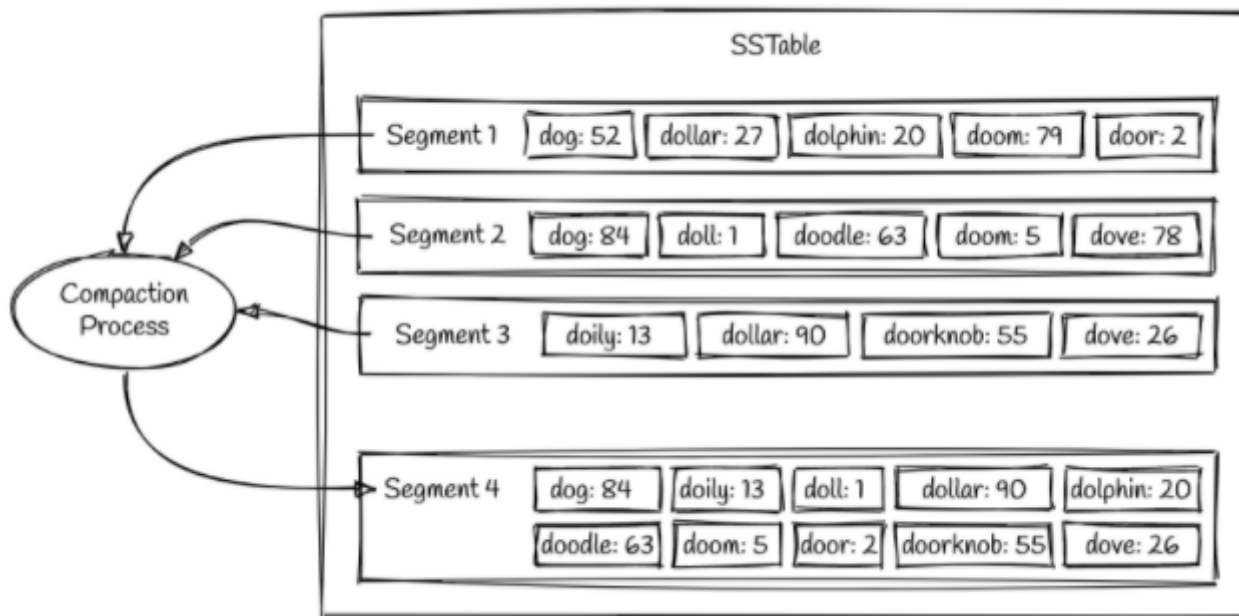 SSTable
Segment 1 dog: 52 dollar: 27 dolphin: 20 doom: 79 door: 2
Segment 2 dog: 84 doll: 1 doodle: 63 doom: 5 dove: 78
Compaction
Process
Segment 3 doily: 13 dollar: 90 doorknob: 55 dove: 26
Segment 4 dog: 84 doily: 13 doll: 1 dollar: 90 dolphin: 20
doodle: 63 doom: 5 door: 2 doorknob: 55 dove: 26